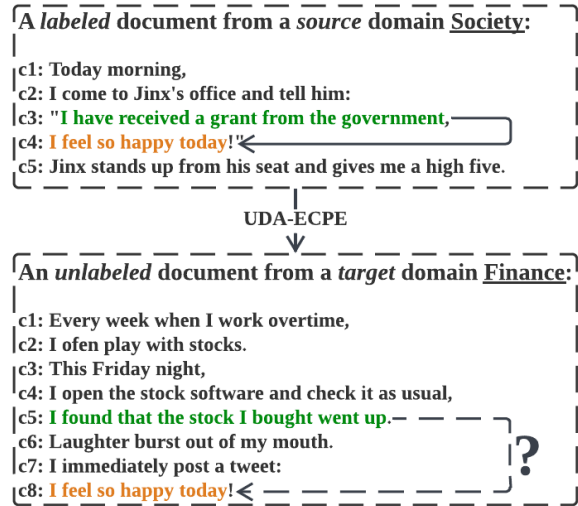 A labeled document from a source domain Society:
c1: Today morning,
c2: I come to Jinx's office and tell him:
c3: "I have received a grant from the government,
c4: I feel so happy today!"
c5: Jinx stands up from his seat and gives me a high five.
UDA-ECPE
An unlabeled document from a target domain Finance:
c1: Every week when I work overtime,
c2: I ofen play with stocks.
c3: This Friday night,
c4: I open the stock software and check it as usual,
c5: I found that the stock I bought went up.
c6: Laughter burst out of my mouth.
c7: I immediately post a tweet:
c8: I feel so happy today!
?